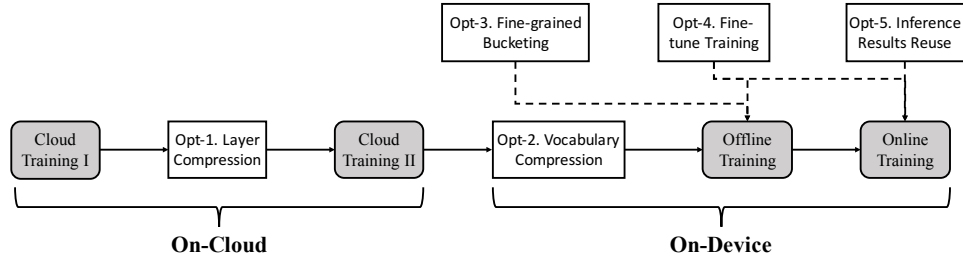 Opt-3. Fine-grained
Bucketing
Opt-4. Fine-
tune Training
Opt-5. Inference
Results Reuse
Cloud
Training I
Opt-1. Layer
Compression
Cloud
Training II
Opt-2. Vocabulary
Compression
Offline
Training
Online
Training
On-Cloud
On-Device